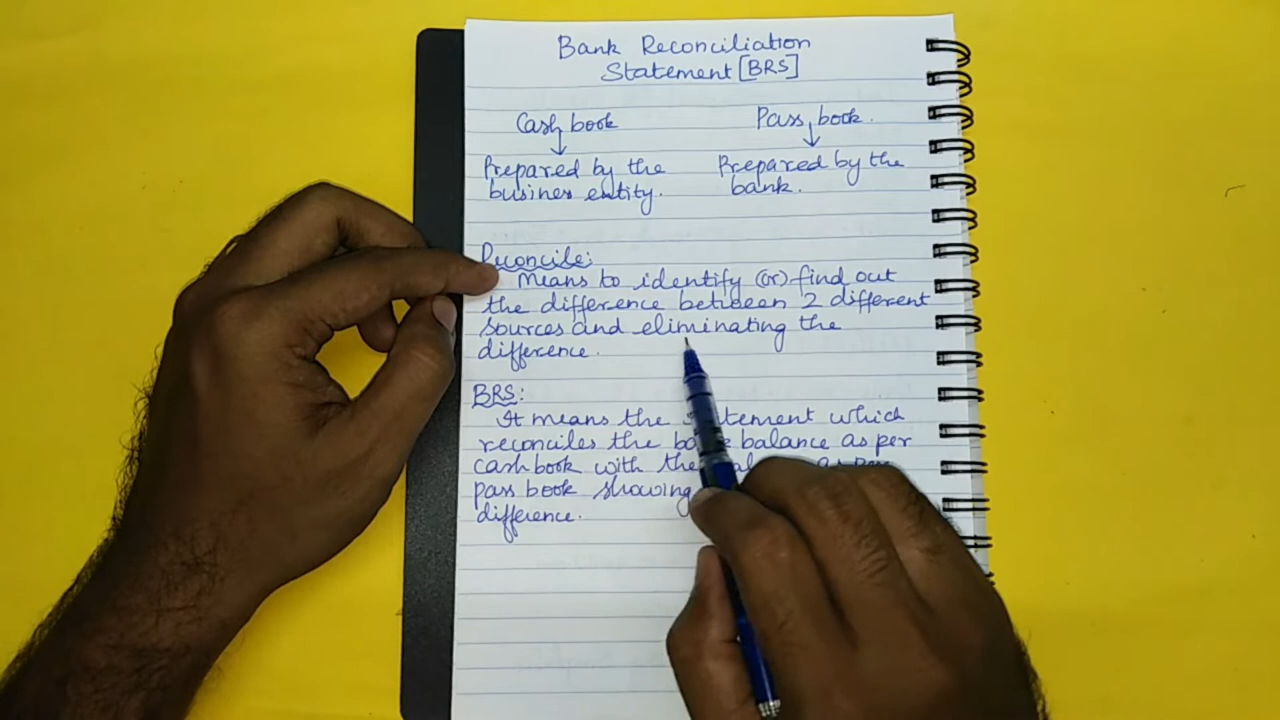 Bank Reconciliation
Statement [BRS]
Cash book
Pass book.
Prepared by the
business entity.
Prepared by the
bank.
Reconcile:
Means to identify (or) find out
the difference between 2 different
sources and eliminating the
difference.
BRS:
It means the which
reconciles the balance as per
cash book with the as per
pass book showing
difference.